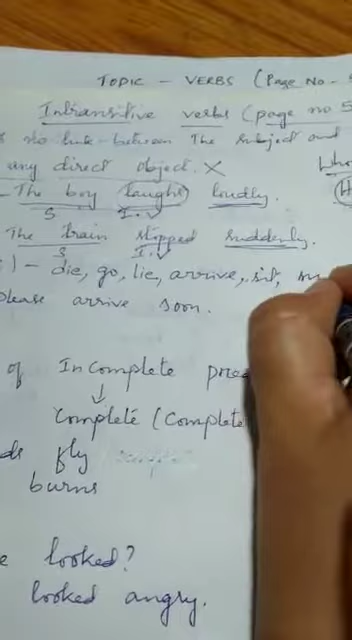 TOPIC - VERBS (Page No -
Intransitive verbs (page no 5
no link between The subject and
any direct object. X
The boy laughs loudly.
S I.V
The train stopped suddenly.
S I.V
) - die, go, lie, arrive, sit,
please arrive soon.
of Incomplete
↓
Complete (Complete
fly
burns
looked?
looked angry.